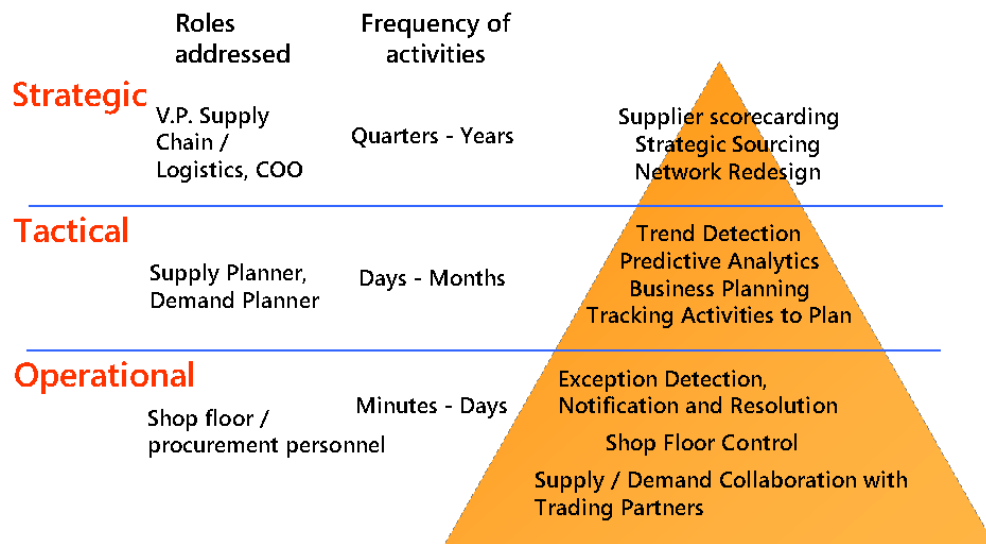 Roles
addressed
Frequency of
activities
Strategic
V.P. Supply
Chain /
Logistics, COO
Quarters - Years
Supplier scorecarding
Strategic Sourcing
Network Redesign
Tactical
Supply Planner,
Demand Planner
Days - Months
Trend Detection
Predictive Analytics
Business Planning
Tracking Activities to Plan
Operational
Shop floor /
procurement personnel
Minutes - Days
Exception Detection,
Notification and Resolution
Shop Floor Control
Supply / Demand Collaboration with
Trading Partners